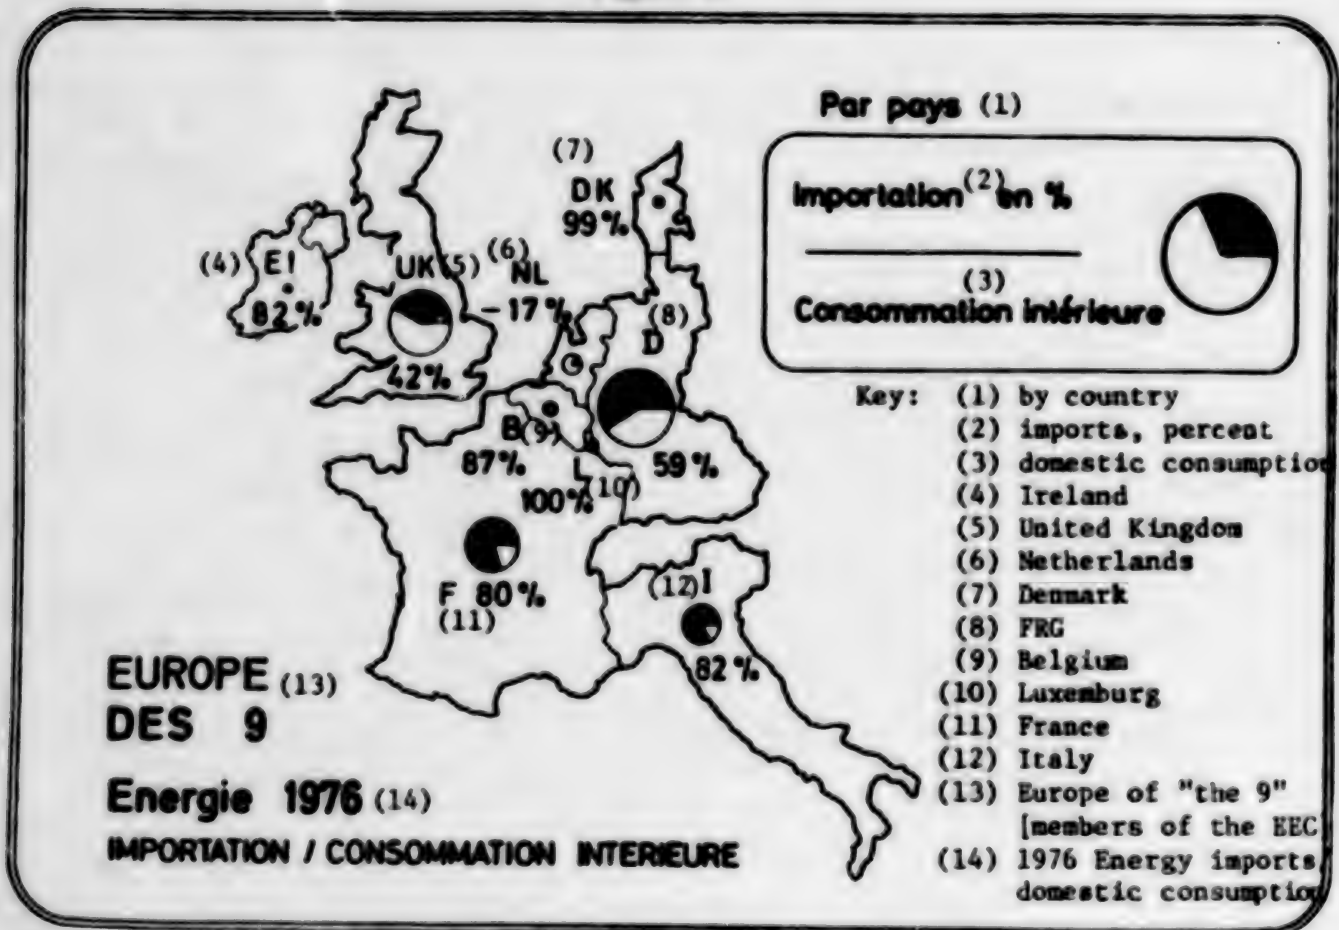 Par pays (1)
Importation (2) en %
(3)
Consommation intérieure
(7)
DK
99%
(4) EI
82%
UK (5)
42%
(6)
NL
-17%
(8)
D
59%
B (9)
87%
L (10)
100%
F 80%
(11)
(12) I
82%
EUROPE (13)
DES 9
Energie 1976 (14)
IMPORTATION / CONSOMMATION INTERIEURE
Key: (1) by country
(2) imports, percent
(3) domestic consumption
(4) Ireland
(5) United Kingdom
(6) Netherlands
(7) Denmark
(8) FRG
(9) Belgium
(10) Luxemburg
(11) France
(12) Italy
(13) Europe of "the 9"
[members of the EEC
(14) 1976 Energy imports/
domestic consumption